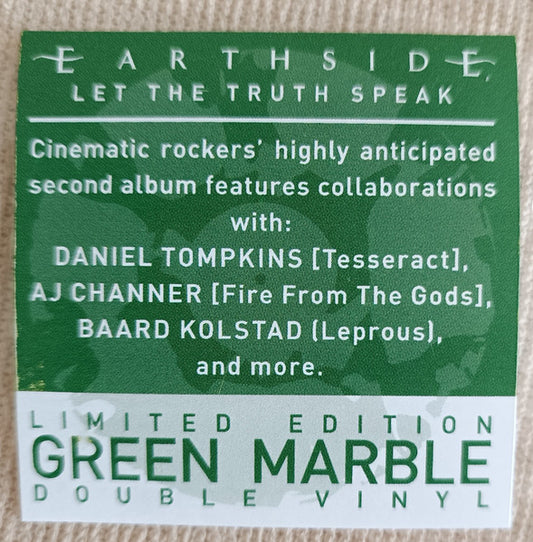 EARTHSIDE
LET THE TRUTH SPEAK
Cinematic rockers' highly anticipated
second album features collaborations
with:
DANIEL TOMPKINS [Tesseract],
AJ CHANNER [Fire From The Gods],
BAARD KOLSTAD (Leprous),
and more.
LIMITED EDITION
GREEN MARBLE
DOUBLE VINYL